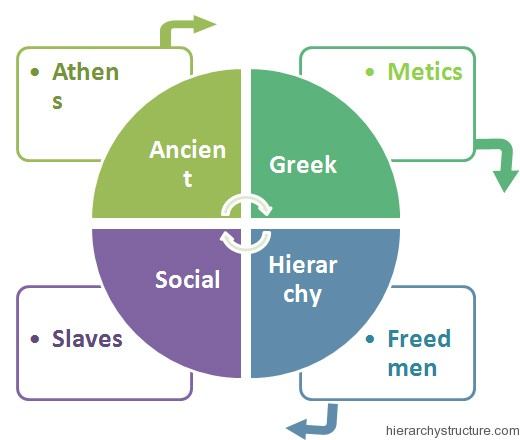 • Athen
s
• Metics
Ancien
t
Greek
Social
Hierar
chy
• Slaves
• Freed
men
hierarchystructure.com